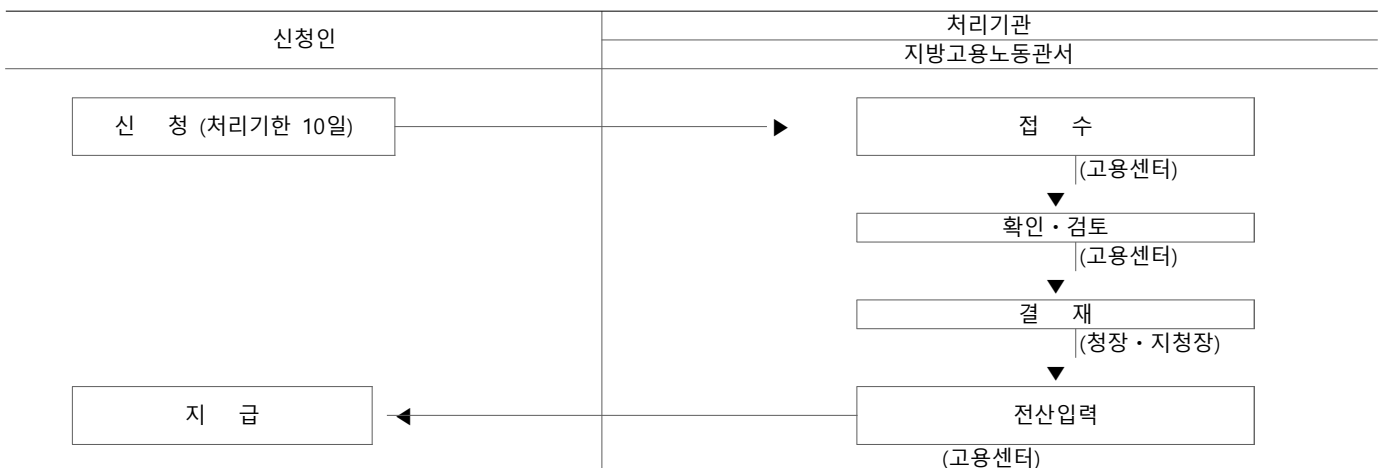 신청인
처리기관
지방고용노동관서
신 청 (처리기한 10일)
접 수
(고용센터)
확인・검토
(고용센터)
결 재
(청장・지청장)
지 급
전산입력
(고용센터)